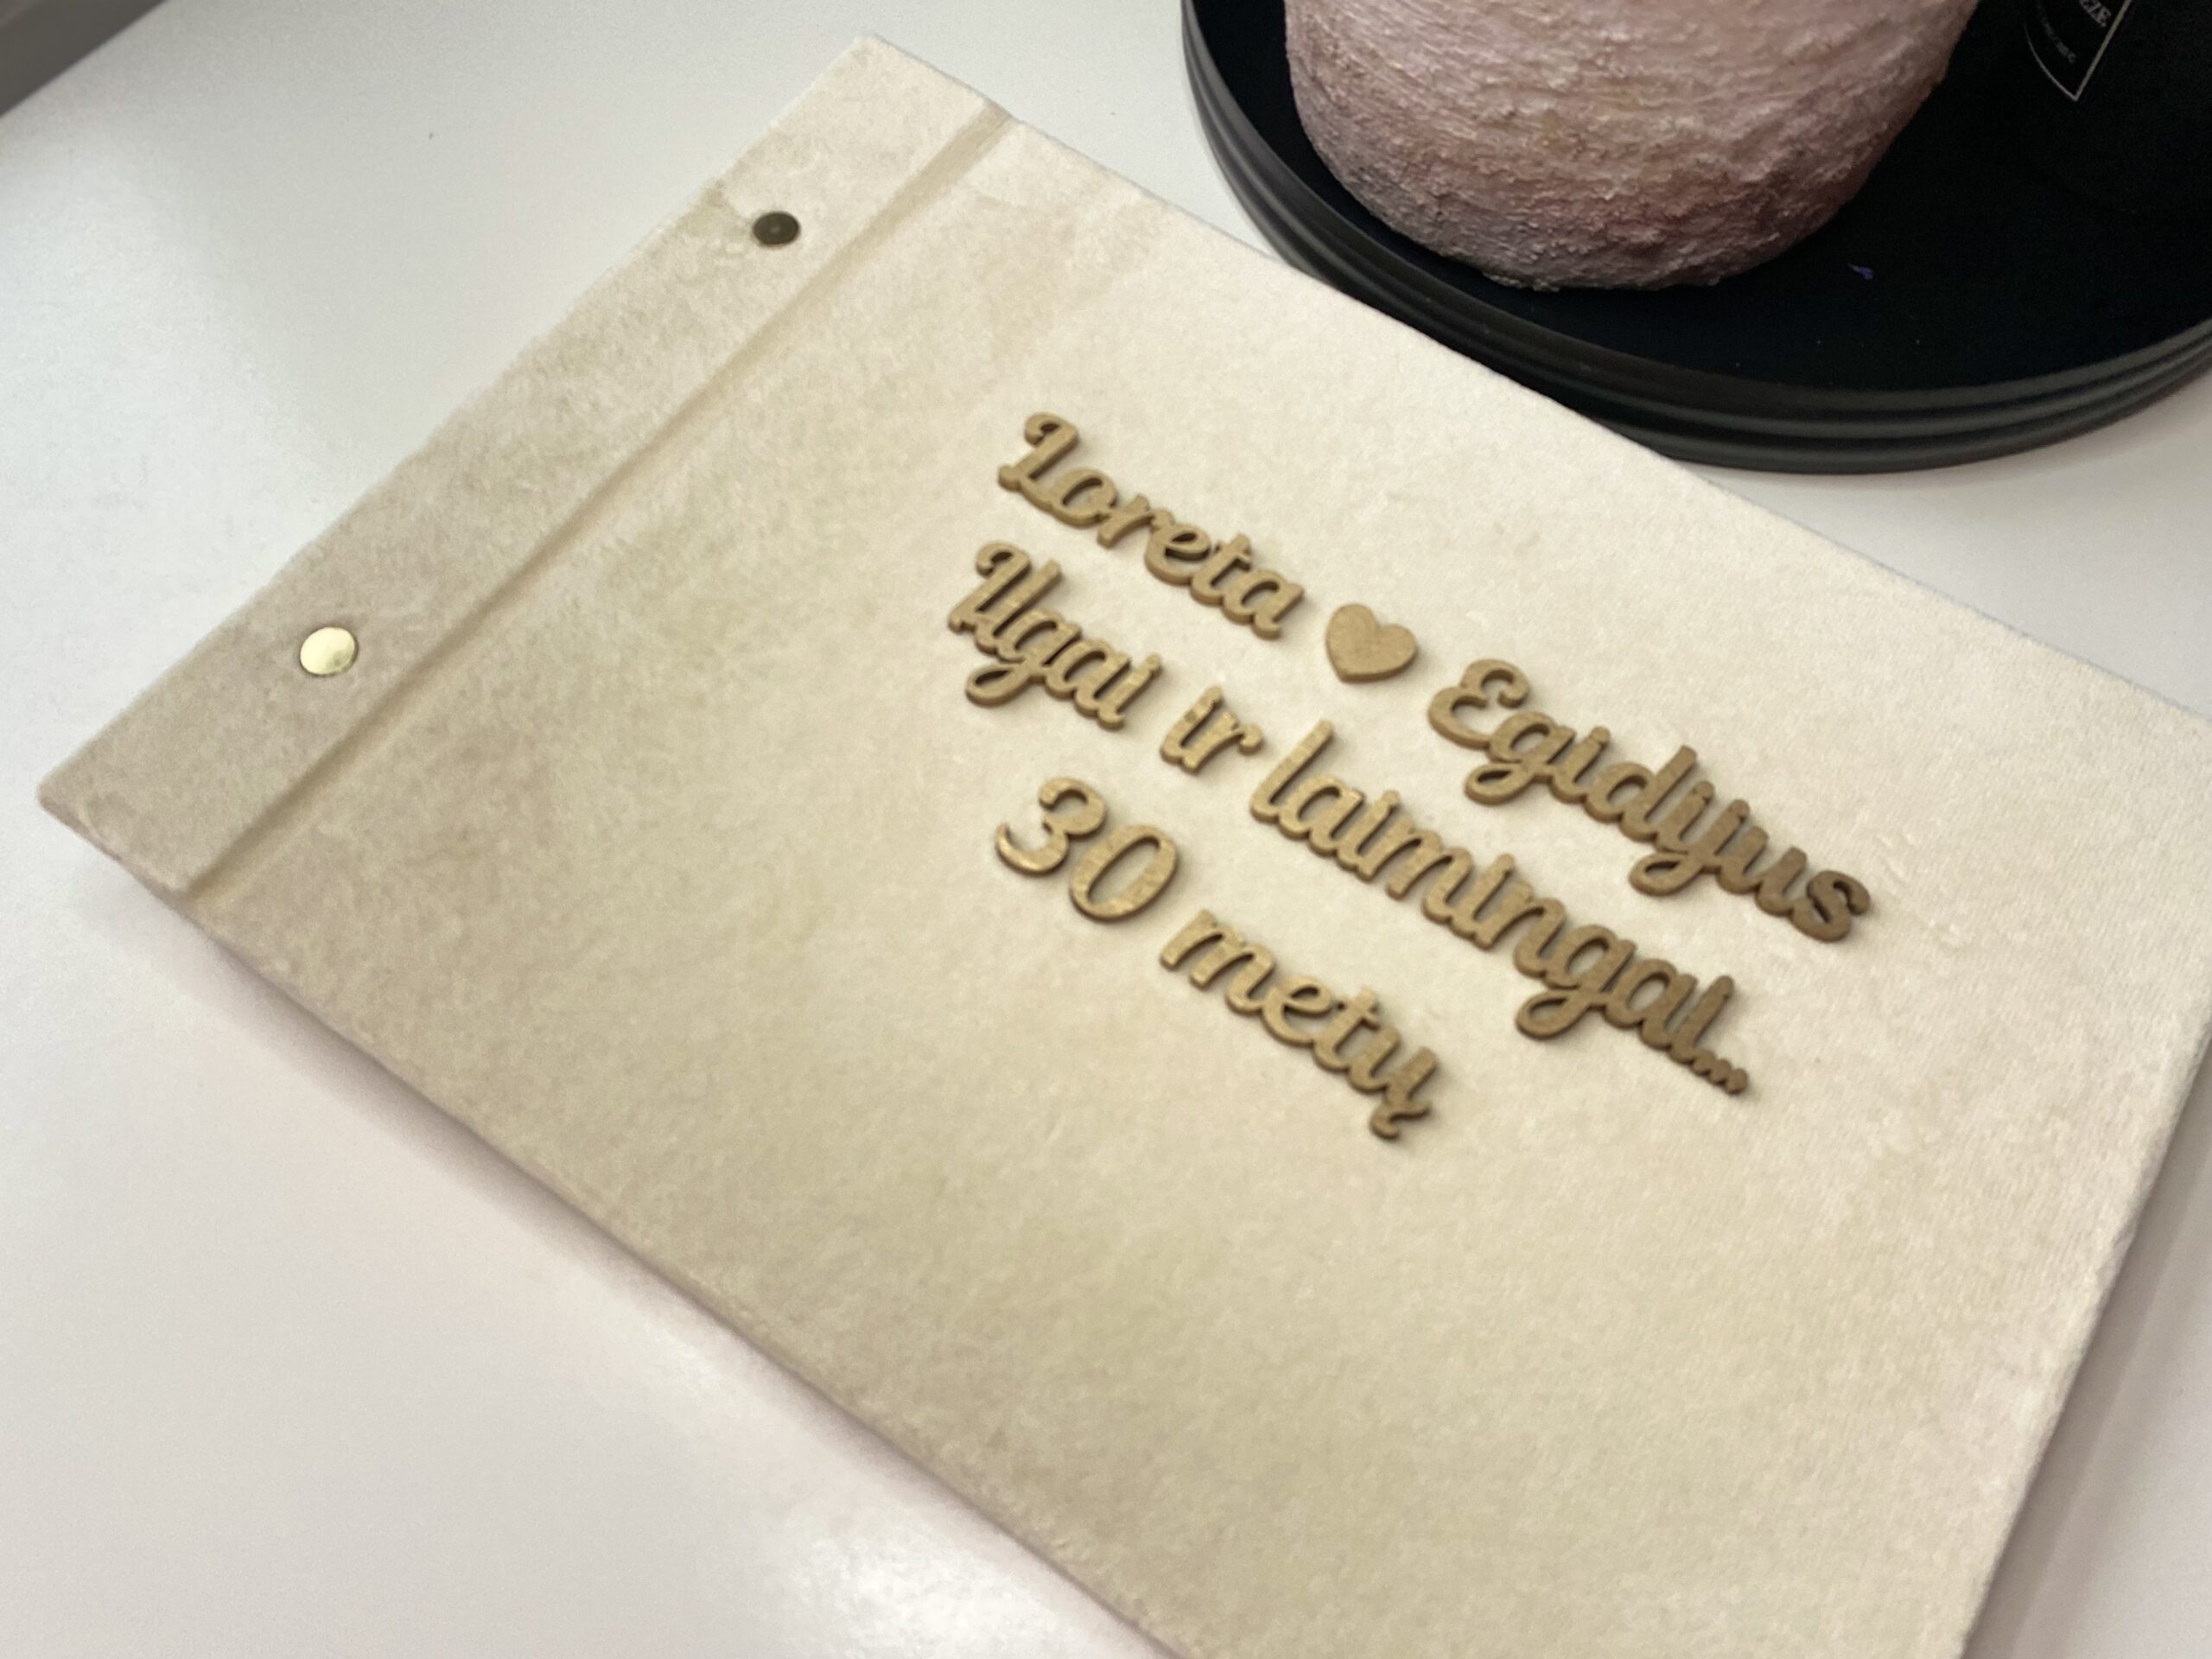 Loreta ♥ Egidijus
Ilgai ir laimingai...
30 metų